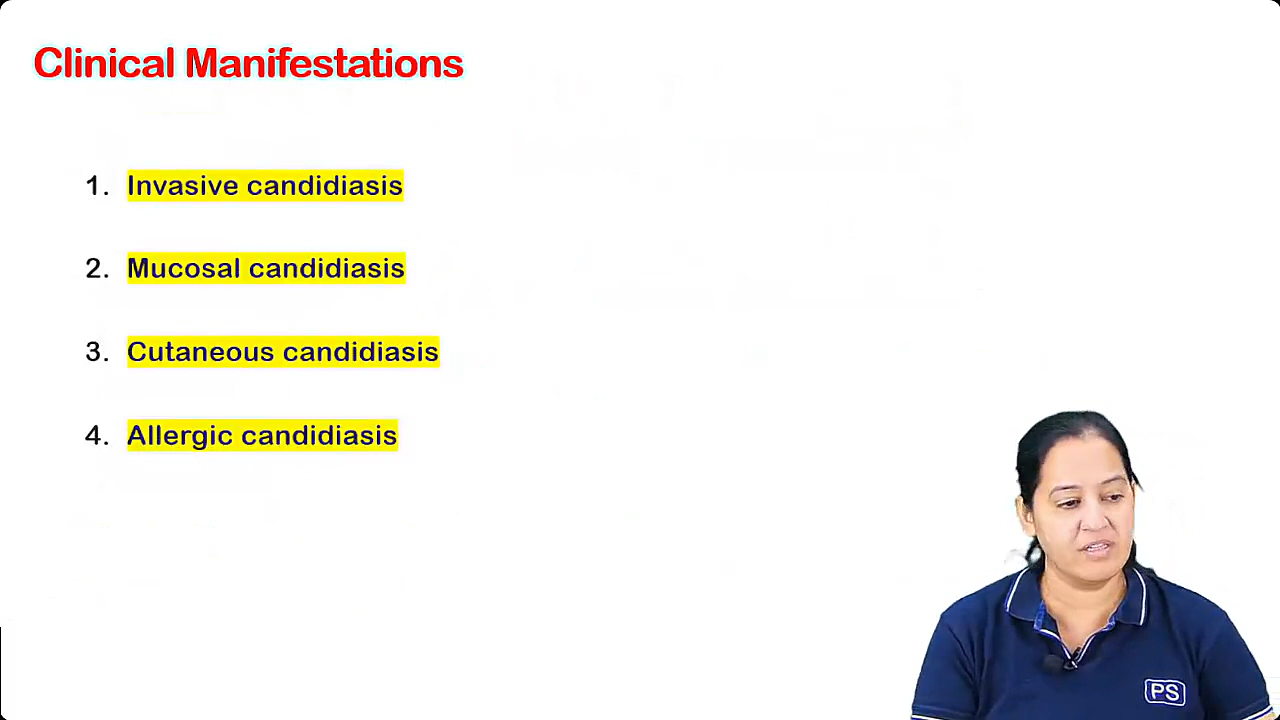 Clinical Manifestations
1. Invasive candidiasis
2. Mucosal candidiasis
3. Cutaneous candidiasis
4. Allergic candidiasis
PS